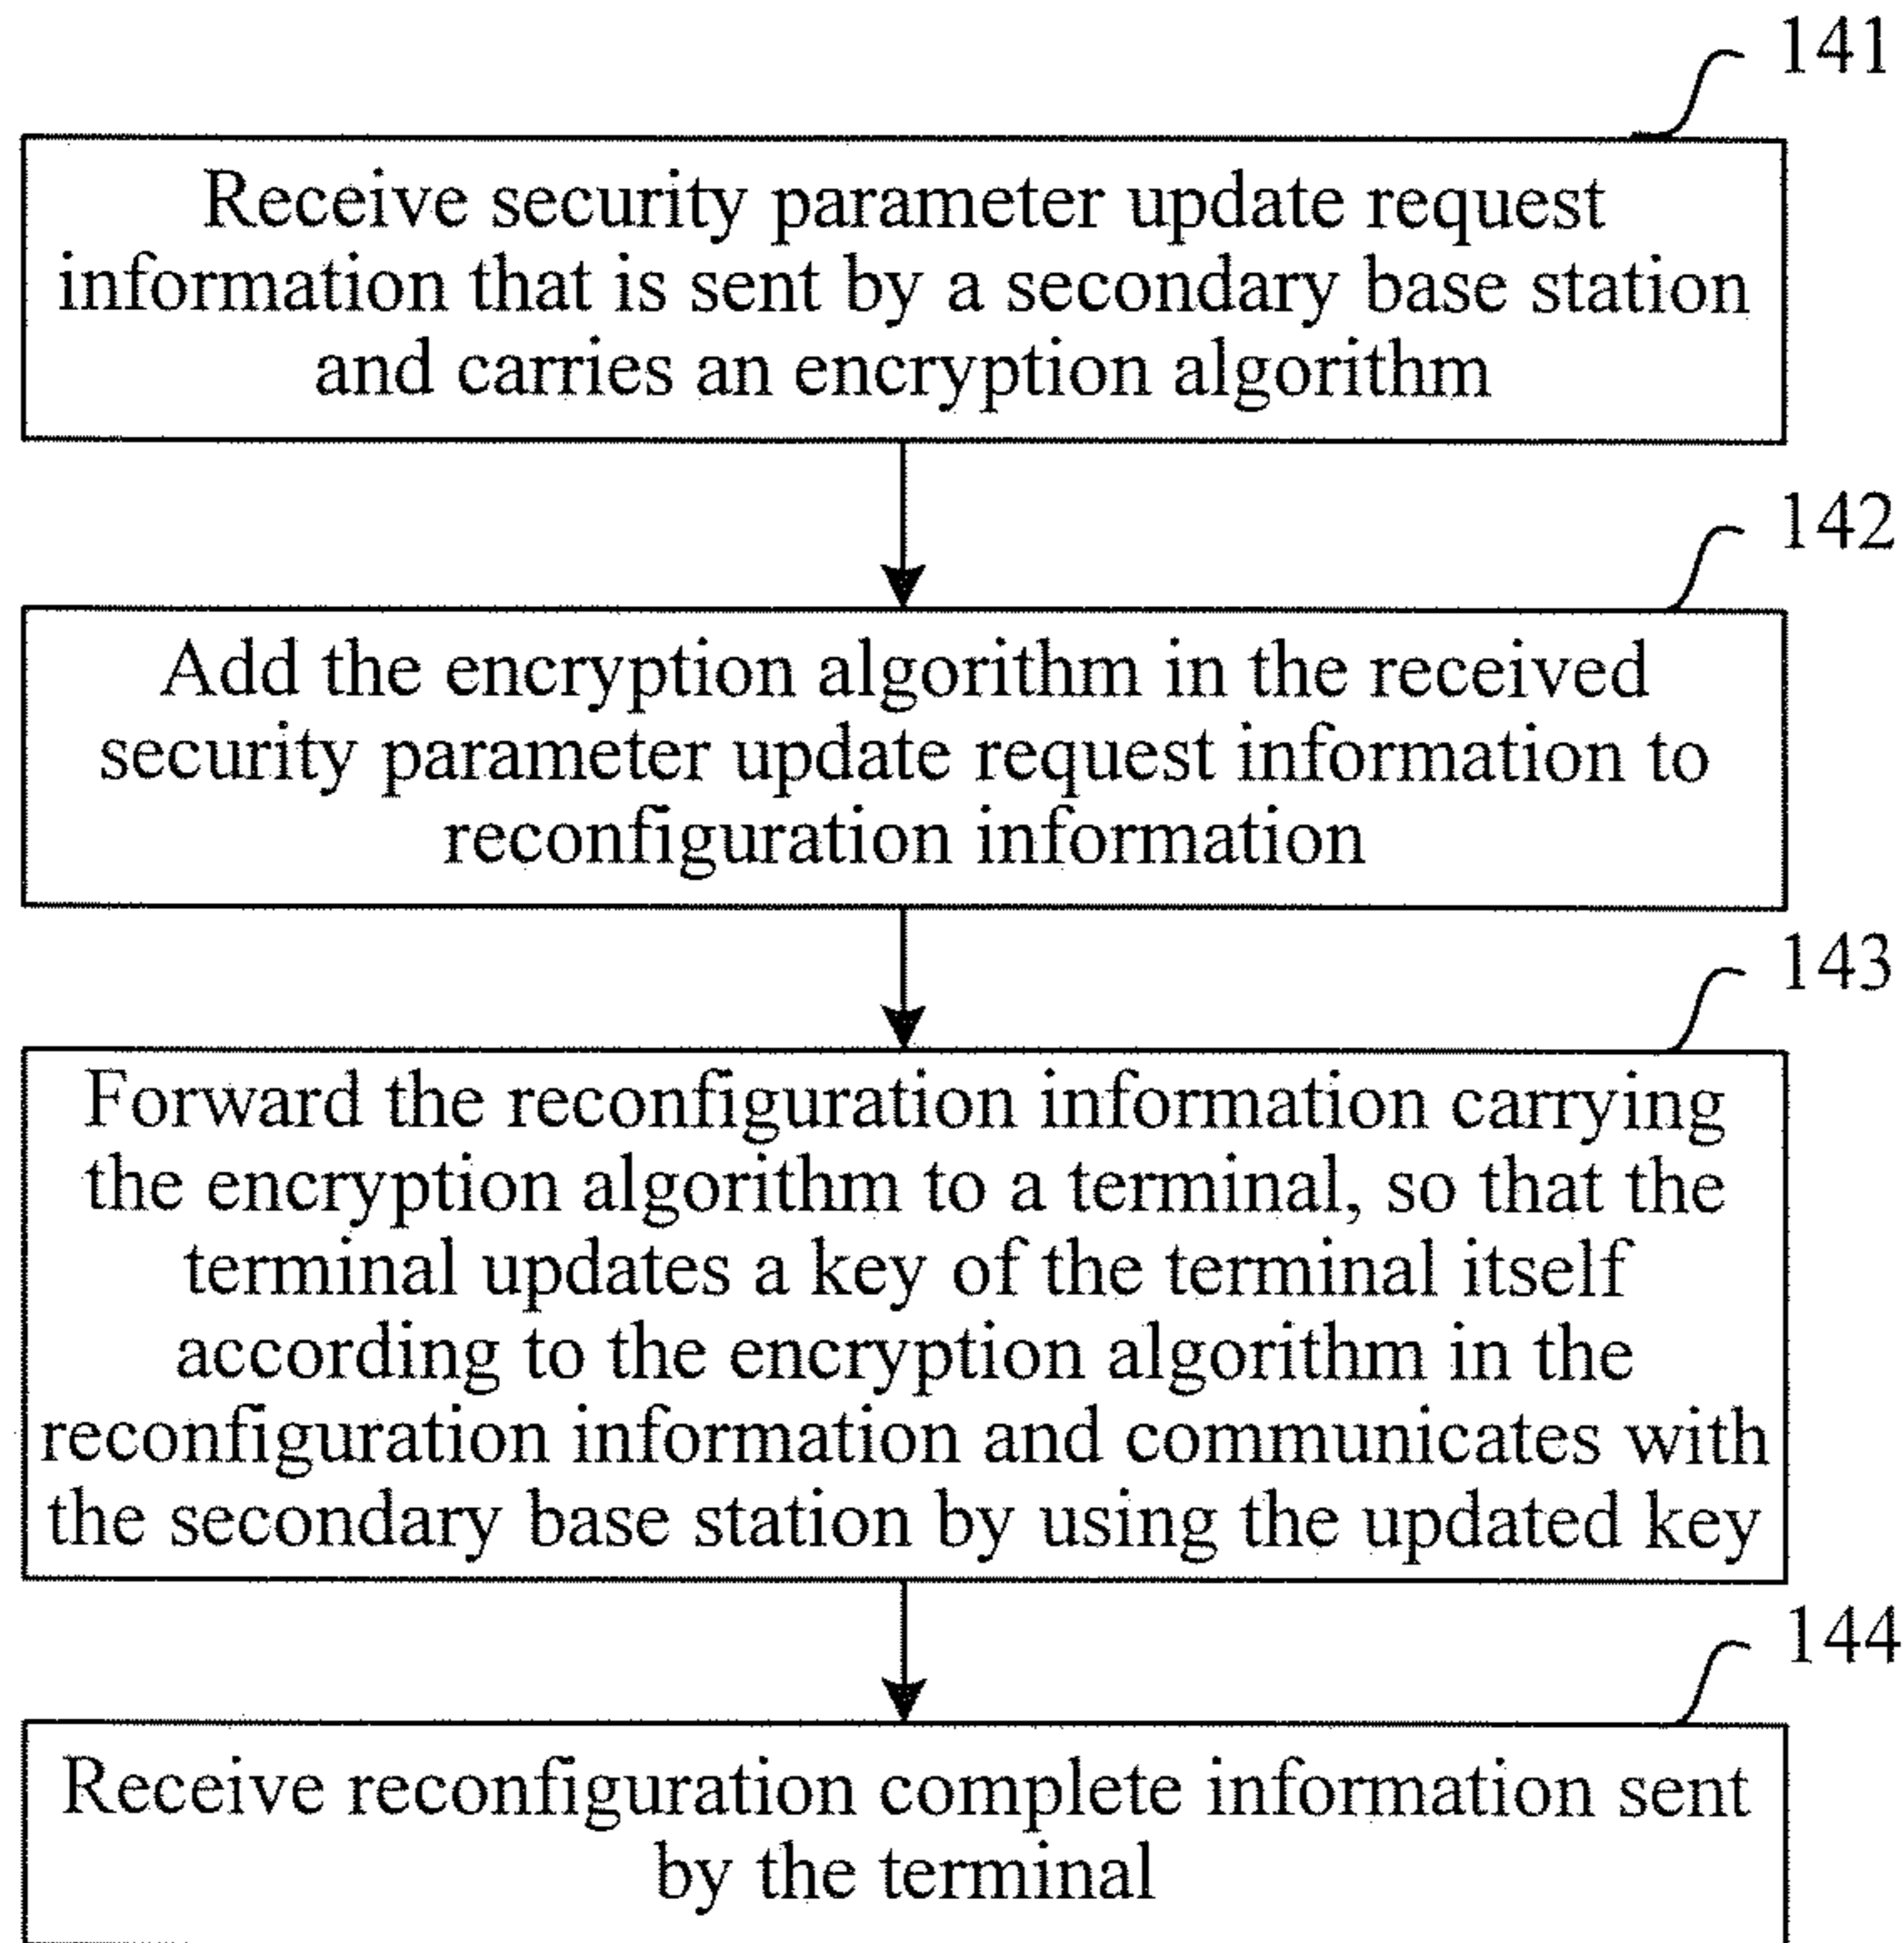 141
Receive security parameter update request
information that is sent by a secondary base station
and carries an encryption algorithm
142
Add the encryption algorithm in the received
security parameter update request information to
reconfiguration information
143
Forward the reconfiguration information carrying
the encryption algorithm to a terminal, so that the
terminal updates a key of the terminal itself
according to the encryption algorithm in the
reconfiguration information and communicates with
the secondary base station by using the updated key
144
Receive reconfiguration complete information sent
by the terminal